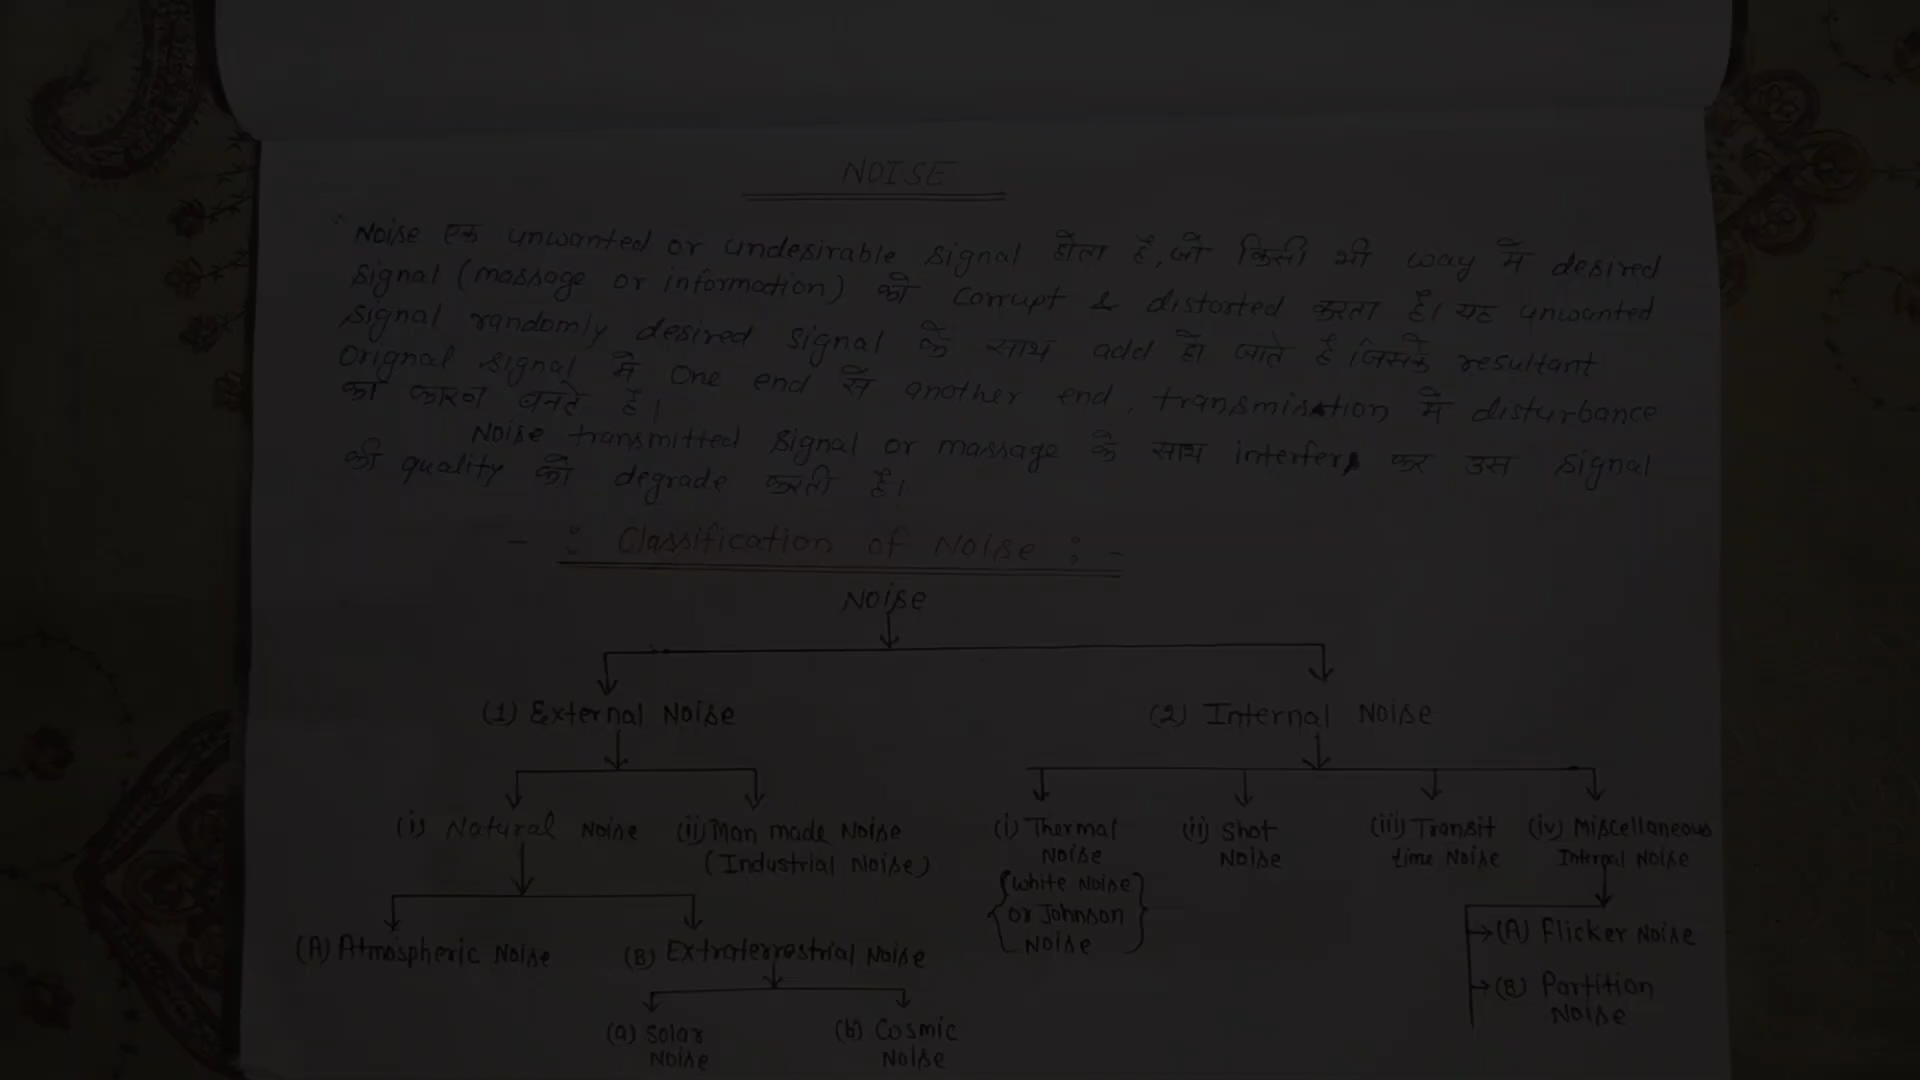 NOISE
Noise एक unwanted or undesirable signal होता है, जो किसी भी way में desired
signal (massage or information) को corrupt & distorted करता है। यह unwanted
signal randomly desired signal के साथ add हो जाते है। जिसके resultant
Orignal signal में One end से another end, transmission में disturbance
का कारण बनते है।
Noise transmitted signal or massage के साथ interfer कर उस signal
की quality को degrade करती है।
- : Classification of Noise : -
Noise
(1) External Noise (2) Internal Noise
(i) Natural Noise (ii) Man made Noise (i) Thermal (ii) Shot (iii) Transit (iv) Miscellaneous
(Industrial Noise) Noise Noise time Noise Internal Noise
{White Noise
or Johnson
Noise}
(A) Flicker Noise
(A) Atmospheric Noise (B) Extraterrestrial Noise
(B) Partition
Noise
(a) Solar (b) Cosmic
Noise Noise